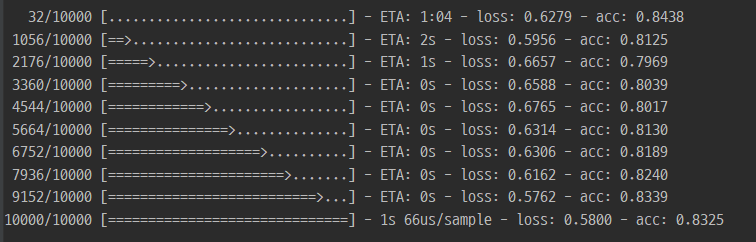 32/10000 [..............................] - ETA: 1:04 - loss: 0.6279 - acc: 0.8438
1056/10000 [==>...........................] - ETA: 2s - loss: 0.5956 - acc: 0.8125
2176/10000 [=====>........................] - ETA: 1s - loss: 0.6657 - acc: 0.7969
3360/10000 [=========>....................] - ETA: 0s - loss: 0.6588 - acc: 0.8039
4544/10000 [============>.................] - ETA: 0s - loss: 0.6765 - acc: 0.8017
5664/10000 [===============>..............] - ETA: 0s - loss: 0.6314 - acc: 0.8130
6752/10000 [===================>..........] - ETA: 0s - loss: 0.6306 - acc: 0.8189
7936/10000 [======================>.......] - ETA: 0s - loss: 0.6162 - acc: 0.8240
9152/10000 [==========================>...] - ETA: 0s - loss: 0.5762 - acc: 0.8339
10000/10000 [==============================] - 1s 66us/sample - loss: 0.5800 - acc: 0.8325